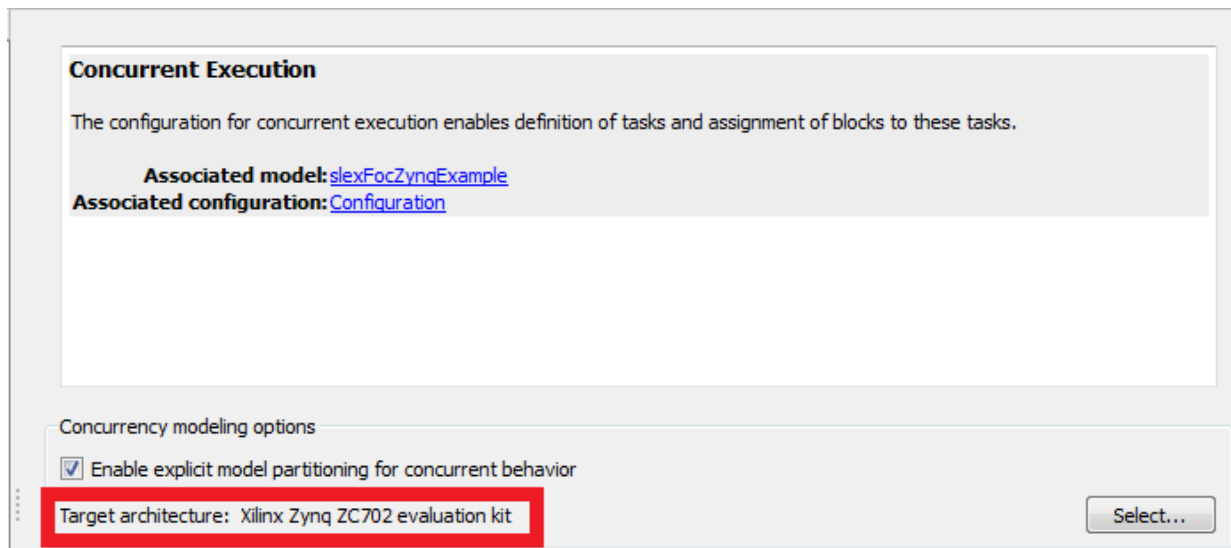 Concurrent Execution
The configuration for concurrent execution enables definition of tasks and assignment of blocks to these tasks.
Associated model: slexFocZynqExample
Associated configuration: Configuration
Concurrency modeling options
Enable explicit model partitioning for concurrent behavior
Target architecture: Xilinx Zynq ZC702 evaluation kit
Select...